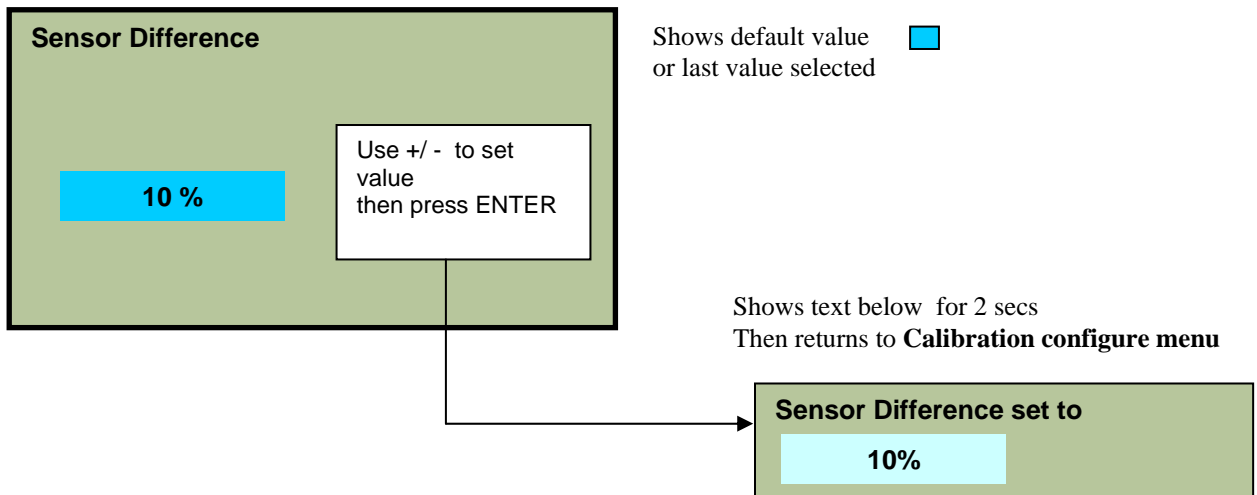 Sensor Difference
Shows default value
or last value selected
10 %
Use +/ - to set
value
then press ENTER
Shows text below for 2 secs
Then returns to Calibration configure menu
Sensor Difference set to
10%